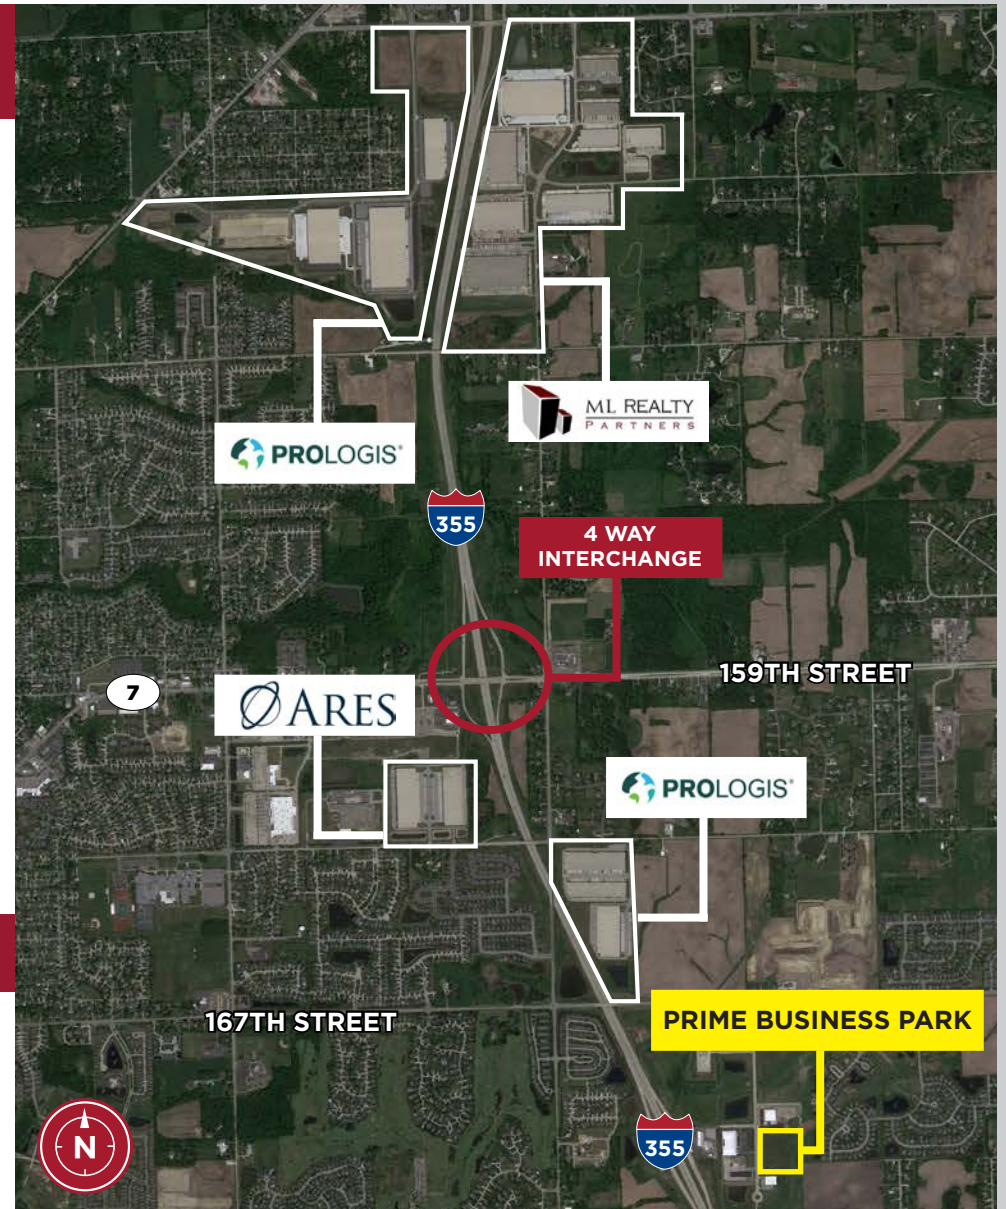 ML REALTY
PARTNERS
PROLOGIS®
355
4 WAY
INTERCHANGE
159TH STREET
7
ARES
PROLOGIS®
PRIME BUSINESS PARK
167TH STREET
N
355